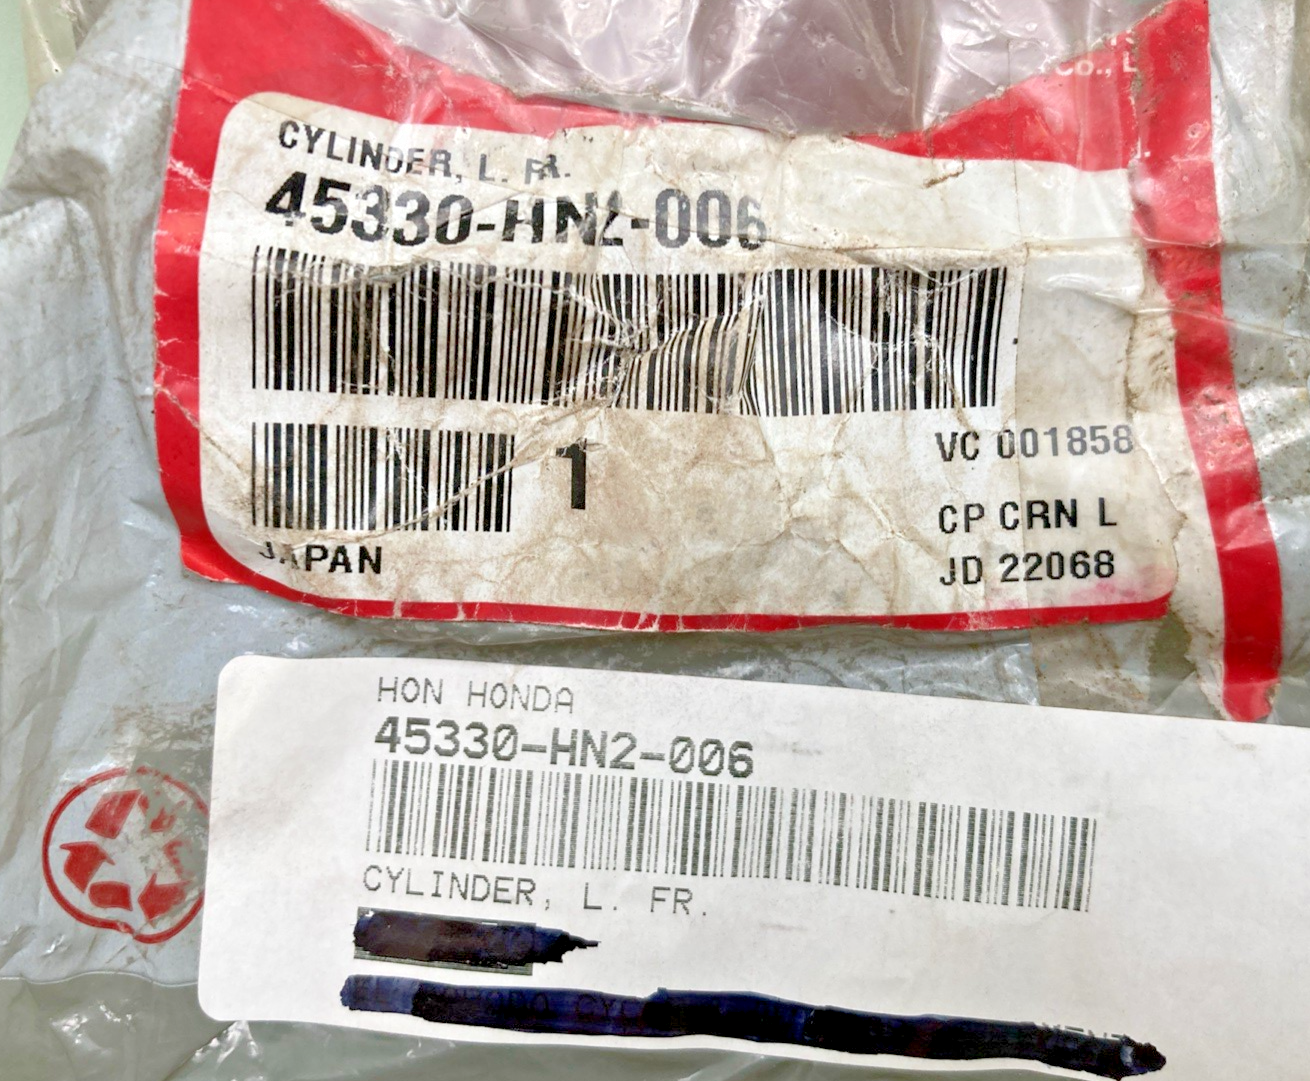 Co., L
CYLINDER, L. FR.
45330-HN2-006
1
VC 001858
CP CRN L
JAPAN
JD 22068
HON HONDA
45330-HN2-006
CYLINDER, L. FR.